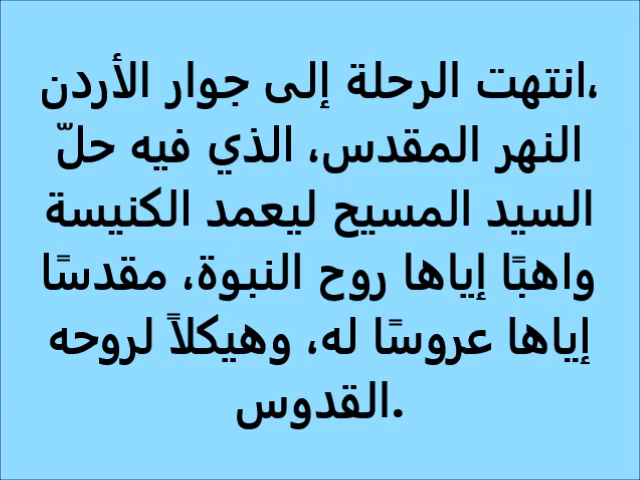 انتهت الرحلة إلى جوار الأردن،
النهر المقدس، الذي فيه حلّ
السيد المسيح ليعمد الكنيسة
واهبًا إياها روح النبوة، مقدسًا
إياها عروسًا له، وهيكلاً لروحه
القدوس.